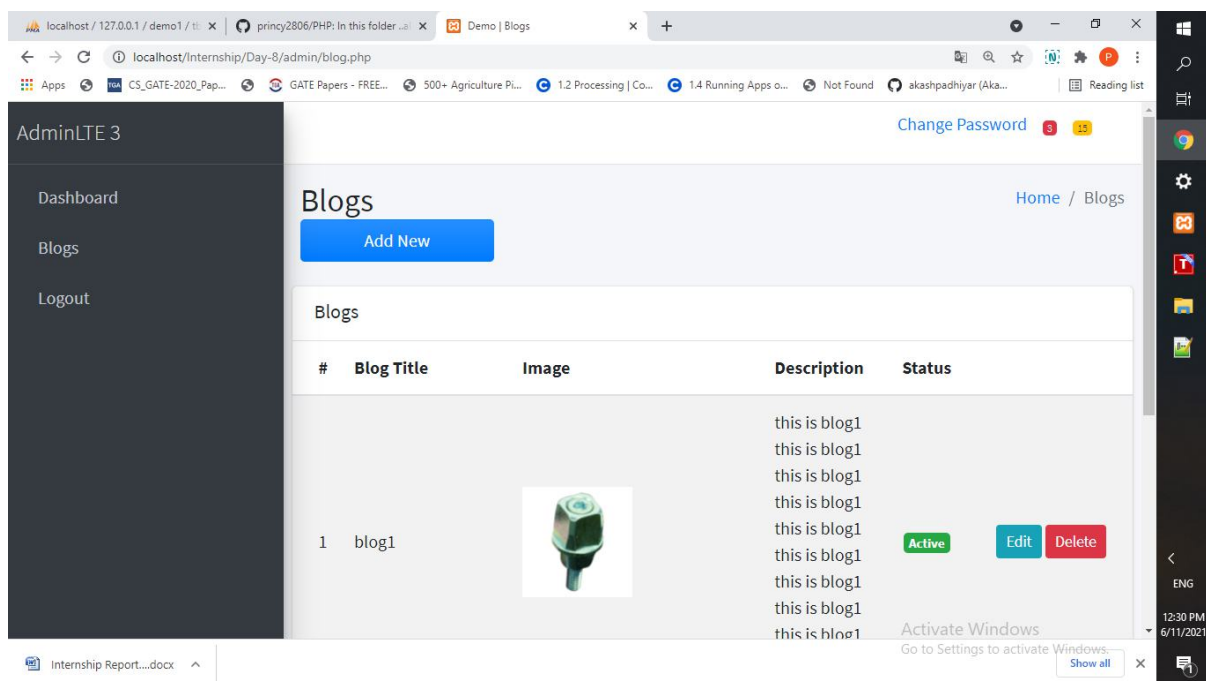 localhost / 127.0.0.1 / demo1 / tb
princy2806/PHP: In this folder ..al
Demo | Blogs
localhost/Internship/Day-8/admin/blog.php
P
Apps
TGA CS_GATE-2020_Pap...
GATE Papers - FREE...
500+ Agriculture Pi...
1.2 Processing | Co...
1.4 Running Apps o...
Not Found
akashpadhiyar (Aka...
Reading list
AdminLTE 3
Change Password 3 15
Dashboard
Blogs
Logout
Blogs
Home / Blogs
Add New
Blogs
# Blog Title Image Description Status
this is blog1
this is blog1
this is blog1
this is blog1
this is blog1
this is blog1
this is blog1
this is blog1
this is blog1
1 blog1 Active Edit Delete
Activate Windows
Go to Settings to activate Windows.
Internship Report....docx
Show all
ENG
12:30 PM
6/11/2021
1